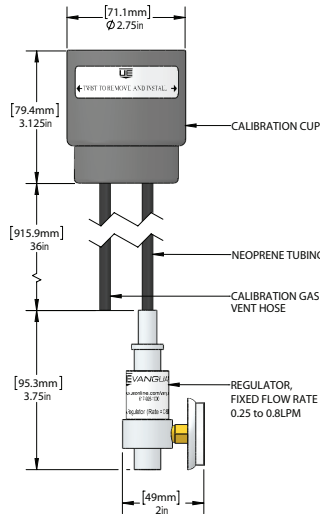 [71.1mm]
Ø 2.75in
UE
TWIST TO REMOVE AND INSTALL
[79.4mm]
3.125in
CALIBRATION CUP
[915.9mm]
36in
NEOPRENE TUBING
CALIBRATION GAS
VENT HOSE
UE VANGUA
[95.3mm]
3.75in
REGULATOR,
FIXED FLOW RATE
0.25 to 0.8LPM
[49mm]
2in